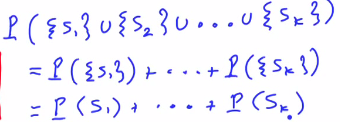 P({s₁} ∪ {s₂} ∪ ... ∪ {sₖ})
= P({s₁}) + ... + P({sₖ})
= P(s₁) + ... + P(sₖ).